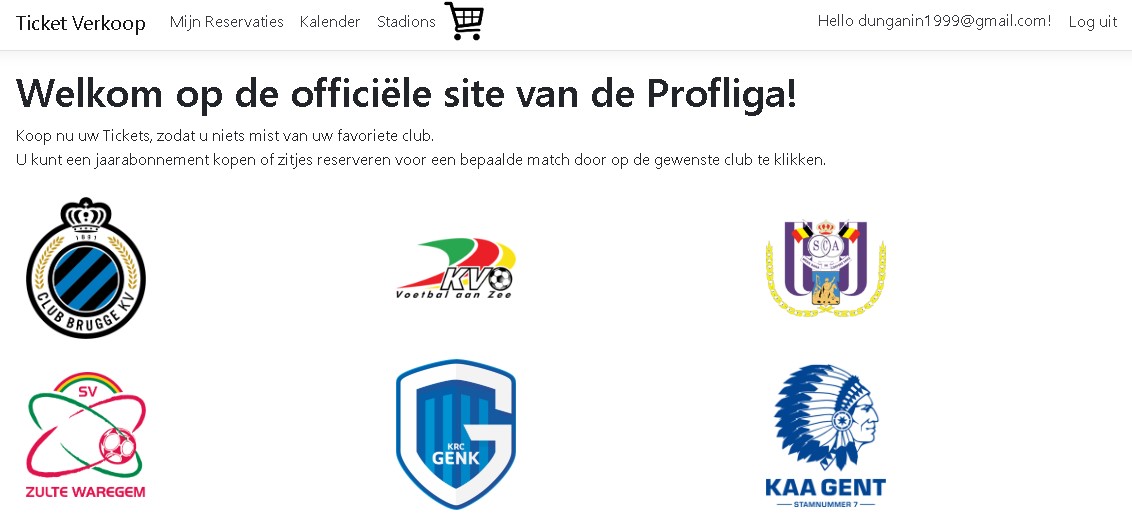 Ticket Verkoop Mijn Reservaties Kalender Stadions Hello dunganin1999@gmail.com! Log uit
Welkom op de officiële site van de Profliga!
Koop nu uw Tickets, zodat u niets mist van uw favoriete club.
U kunt een jaarabonnement kopen of zitjes reserveren voor een bepaalde match door op de gewenste club te klikken.
1891
CLUB BRUGGE KV
KVO
Voetbal aan Zee
SCA
SV
ZULTE WAREGEM
KRC
GENK
KAA GENT
STAMNUMMER 7